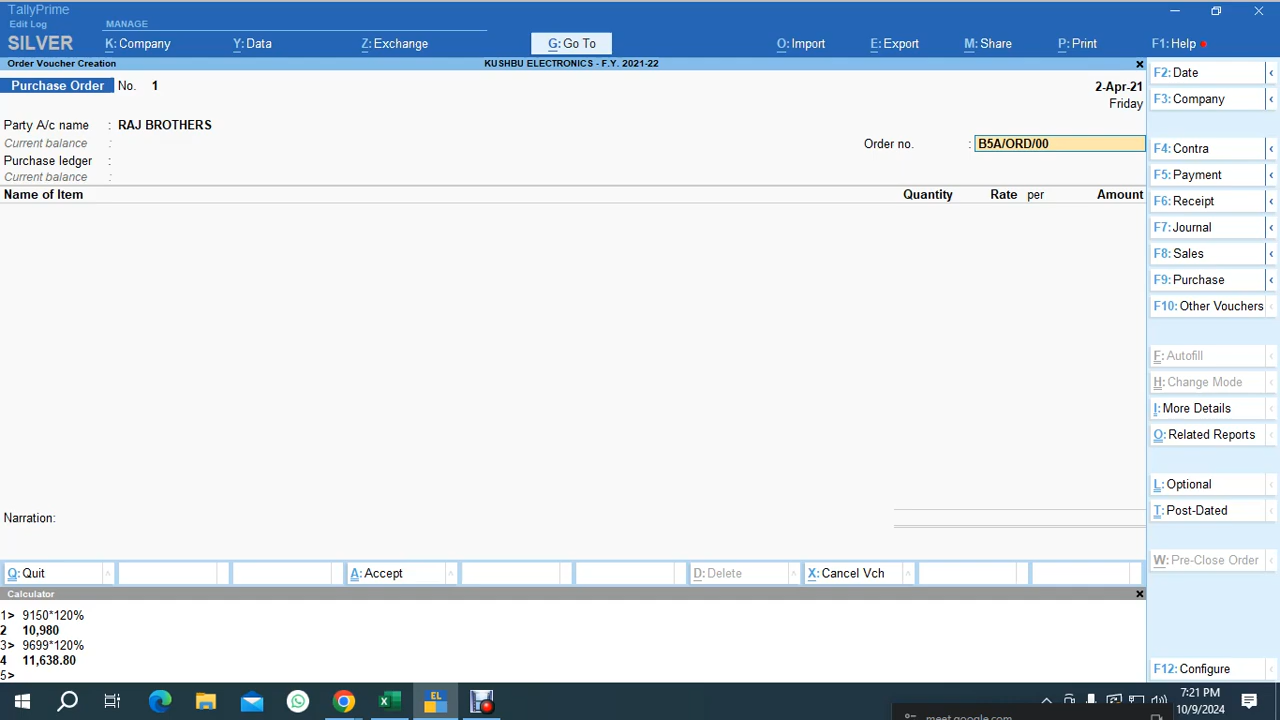 TallyPrime
Edit Log
MANAGE
SILVER
K: Company
Y: Data
Z: Exchange
G: Go To
O: Import
E: Export
M: Share
P: Print
F1: Help
Order Voucher Creation
KUSHBU ELECTRONICS - F.Y. 2021-22
Purchase Order No. 1
2-Apr-21
Friday
Party A/c name : RAJ BROTHERS
Current balance :
Order no. : B5A/ORD/00
Purchase ledger :
Current balance :
Name of Item Quantity Rate per Amount
Narration:
Q: Quit
A: Accept
D: Delete
X: Cancel Vch
Calculator
1> 9150*120%
2 10,980
3> 9699*120%
4 11,638.80
5>
F2: Date
F3: Company
F4: Contra
F5: Payment
F6: Receipt
F7: Journal
F8: Sales
F9: Purchase
F10: Other Vouchers
F: Autofill
H: Change Mode
I: More Details
O: Related Reports
L: Optional
T: Post-Dated
W: Pre-Close Order
F12: Configure
EL
7:21 PM
10/9/2024
meet.google.com